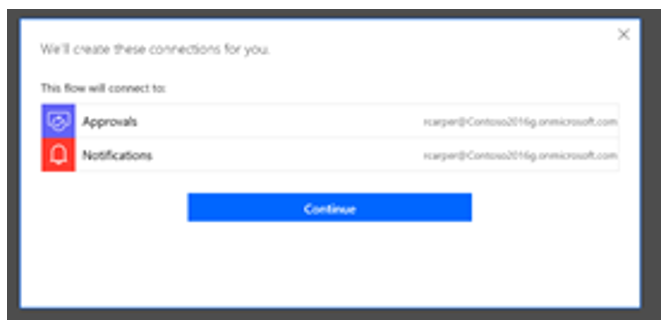 We'll create these connections for you.
This flow will connect to:
Approvals rcarper@Contoso2016g.onmicrosoft.com
Notifications rcarper@Contoso2016g.onmicrosoft.com
Continue